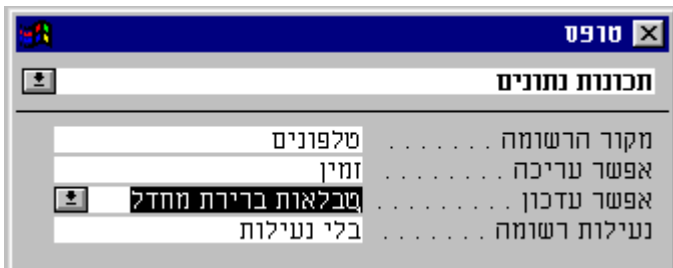 טופס
תכונות נתונים
מקור הרשומה . . . . . . . טלפונים
אפשר עריכה . . . . . . . . זמין
אפשר עדכון . . . . . . . . . טבלאות ברירת מחדל
נעילות רשומה . . . . . . . בלי נעילות